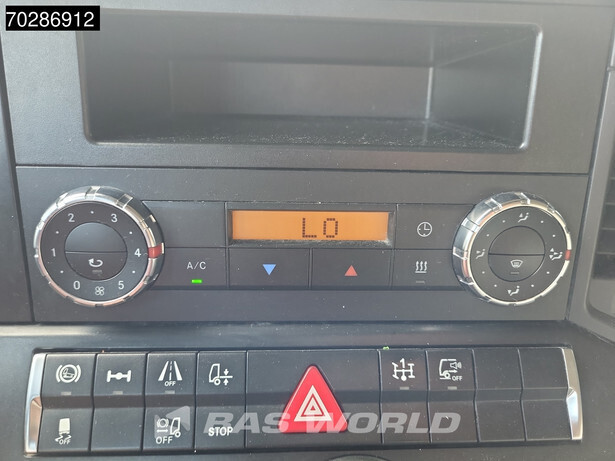 70286912
LO
2 3
1 4
0 5
A/C
OFF
OFF
OFF
STOP
OFF
BAS WORLD